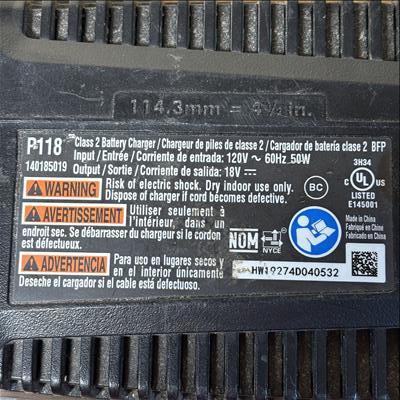 114.3mm = 4 ½ in.
P118 Class 2 Battery Charger / Chargeur de piles de classe 2 / Cargador de batería clase 2 BFP
140185019 Input / Entrée / Corriente de entrada: 120V ~ 60Hz 50W
Output / Sortie / Corriente de salida: 18V ⎓
3H34
WARNING Risk of electric shock. Dry indoor use only.
Dispose of charger if cord becomes defective.
BC
C UL US
LISTED
E145001
AVERTISSEMENT Utiliser seulement à
l'intérieur, dans un
endroit sec. Se débarrasser du chargeur si le cordon
est défectueux.
NOM
NYCE
Made in China
Fabriqué en Chine
Fabricado en China
ADVERTENCIA Para uso en lugares secos y
en el interior únicamente
Deseche el cargador si el cable está defectuoso.
HW19274D040532